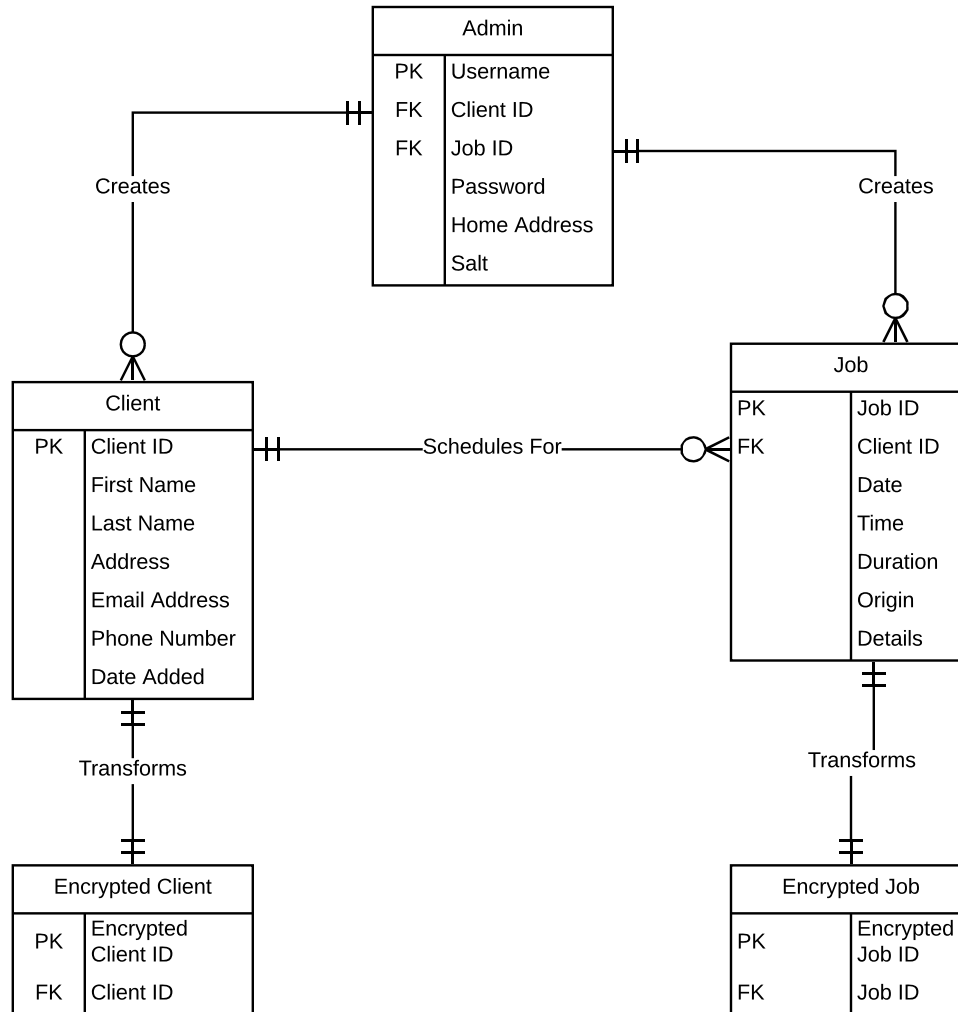 Admin
PK Username
FK Client ID
FK Job ID
Password
Home Address
Salt
Creates
Creates
Client
PK Client ID
First Name
Last Name
Address
Email Address
Phone Number
Date Added
Schedules For
Job
PK Job ID
FK Client ID
Date
Time
Duration
Origin
Details
Transforms
Transforms
Encrypted Client
PK Encrypted
Client ID
FK Client ID
Encrypted Job
PK Encrypted
Job ID
FK Job ID